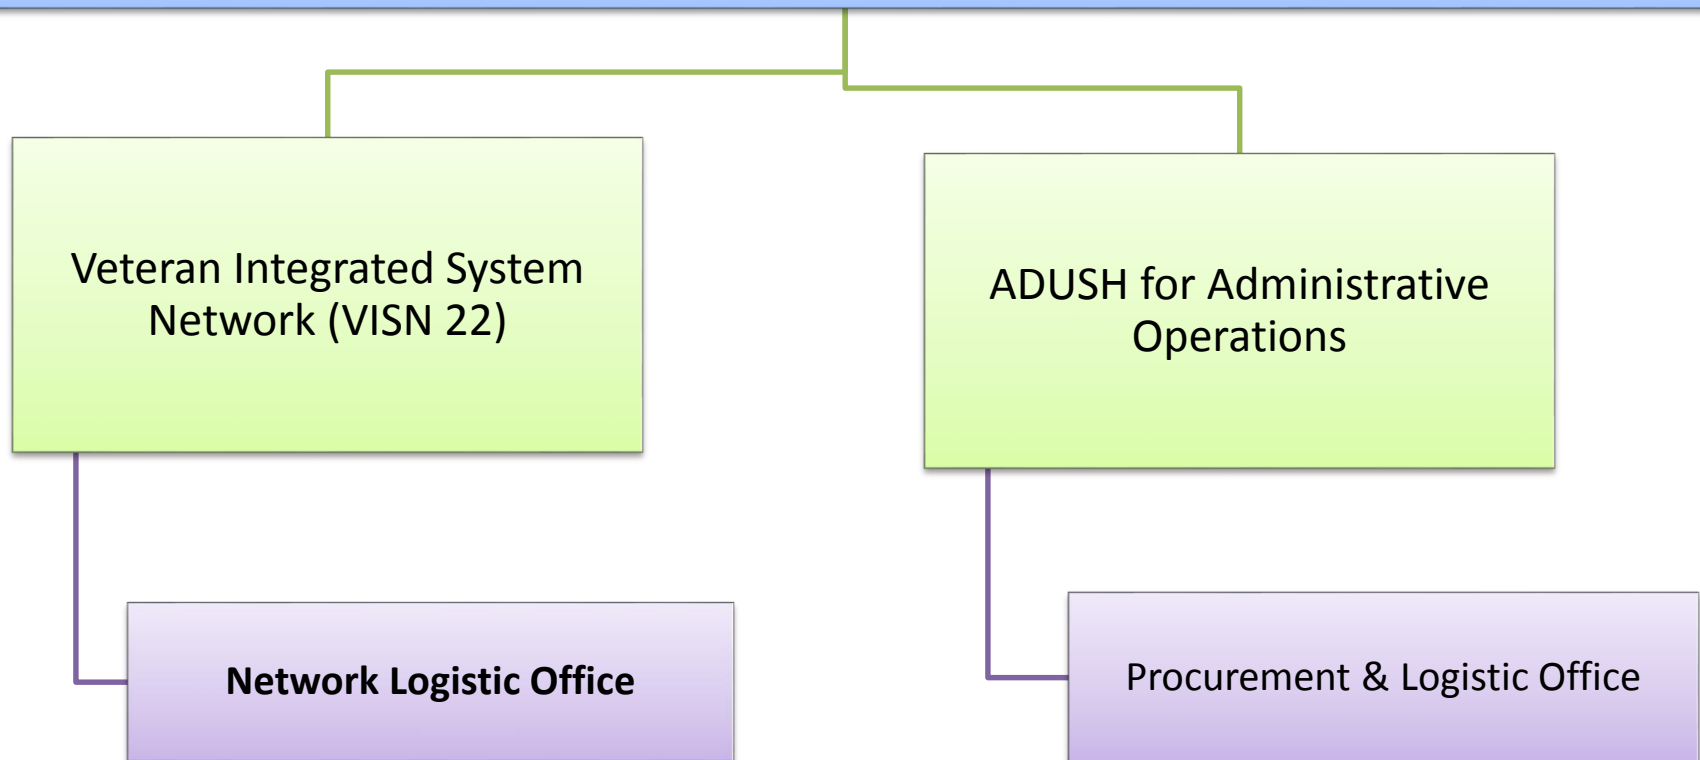 Veteran Integrated System
Network (VISN 22)
ADUSH for Administrative
Operations
Network Logistic Office
Procurement & Logistic Office